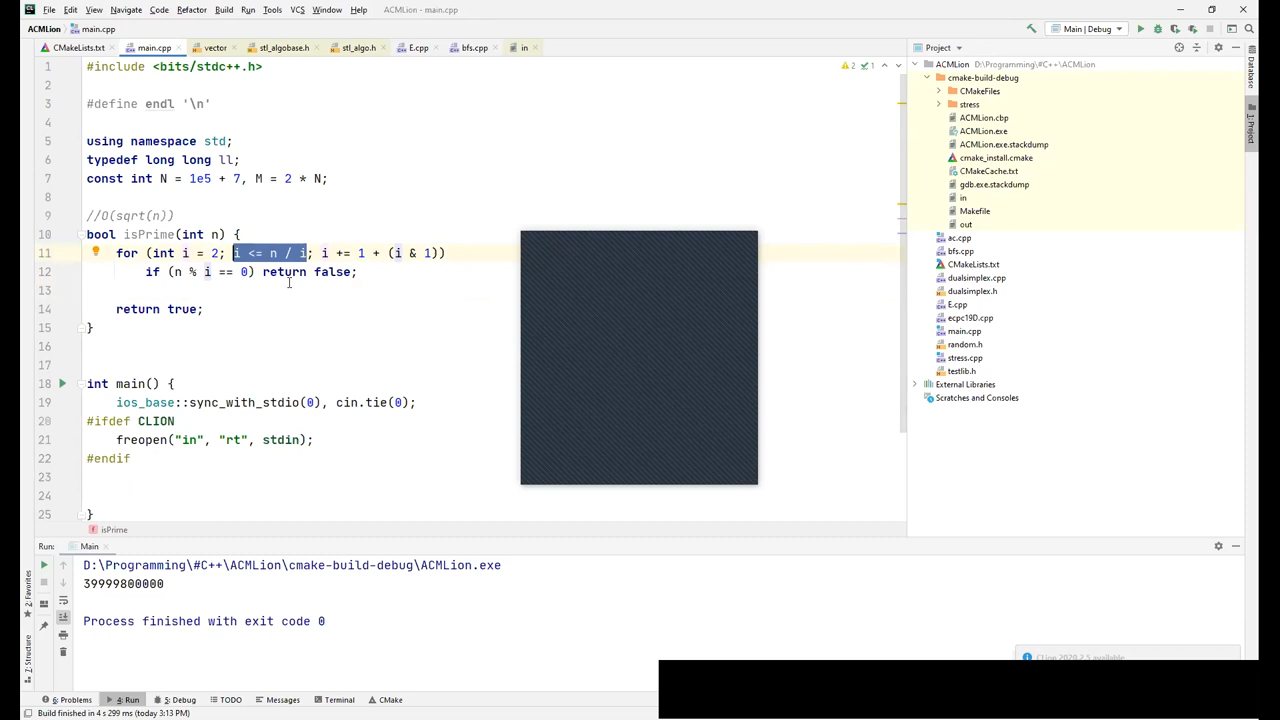 File Edit View Navigate Code Refactor Build Run Tools VCS Window Help ACMLion - main.cpp
ACMLion main.cpp Main | Debug
CMakeLists.txt main.cpp vector stl_algobase.h stl_algo.h E.cpp bfs.cpp in
Project
1 #include <bits/stdc++.h>
2
3 #define endl '\n'
4
5 using namespace std;
6 typedef long long ll;
7 const int N = 1e5 + 7, M = 2 * N;
8
9 //O(sqrt(n))
10 bool isPrime(int n) {
11 for (int i = 2; i <= n / i; i += 1 + (i & 1))
12 if (n % i == 0) return false;
13
14 return true;
15 }
16
17
18 int main() {
19 ios_base::sync_with_stdio(0), cin.tie(0);
20 #ifdef CLION
21 freopen("in", "rt", stdin);
22 #endif
23
24
25 }
2 1
isPrime
ACMLion D:\Programming\#C++\ACMLion
cmake-build-debug
CMakeFiles
stress
ACMLion.cbp
ACMLion.exe
ACMLion.exe.stackdump
cmake_install.cmake
CMakeCache.txt
gdb.exe.stackdump
in
Makefile
out
ac.cpp
bfs.cpp
CMakeLists.txt
dualsimplex.cpp
dualsimplex.h
E.cpp
ecpc19D.cpp
main.cpp
random.h
stress.cpp
testlib.h
External Libraries
Scratches and Consoles
Database
1: Project
Run: Main
D:\Programming\#C++\ACMLion\cmake-build-debug\ACMLion.exe
39999800000
Process finished with exit code 0
2: Favorites
7: Structure
CLion 2020.2.5 available
6: Problems 4: Run 5: Debug TODO Messages Terminal CMake
Build finished in 4 s 299 ms (today 3:13 PM)